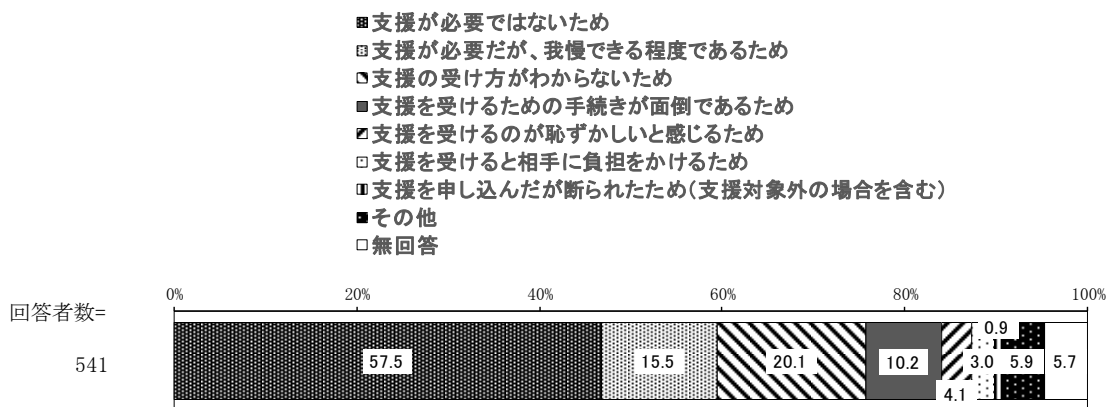 支援が必要ではないため
支援が必要だが、我慢できる程度であるため
支援の受け方がわからないため
支援を受けるための手続きが面倒であるため
支援を受けるのが恥ずかしいと感じるため
支援を受けると相手に負担をかけるため
支援を申し込んだが断られたため(支援対象外の場合を含む)
その他
無回答
0% 20% 40% 60% 80% 100%
回答者数=
541 57.5 15.5 20.1 10.2 4.1 3.0 0.9 5.9 5.7